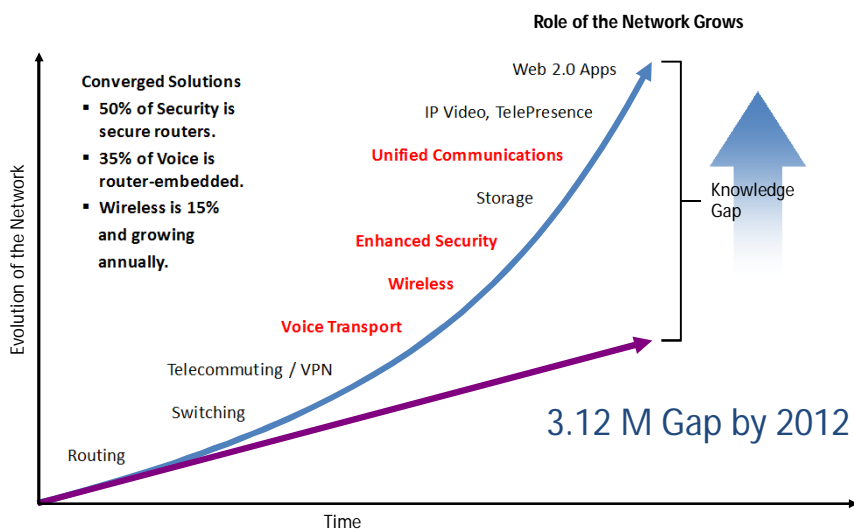 Role of the Network Grows
Web 2.0 Apps
Converged Solutions
▪ 50% of Security is
secure routers.
▪ 35% of Voice is
router-embedded.
▪ Wireless is 15%
and growing
annually.
IP Video, TelePresence
Unified Communications
Storage
Knowledge
Gap
Enhanced Security
Wireless
Voice Transport
Telecommuting / VPN
Switching
Routing
3.12 M Gap by 2012
Evolution of the Network
Time